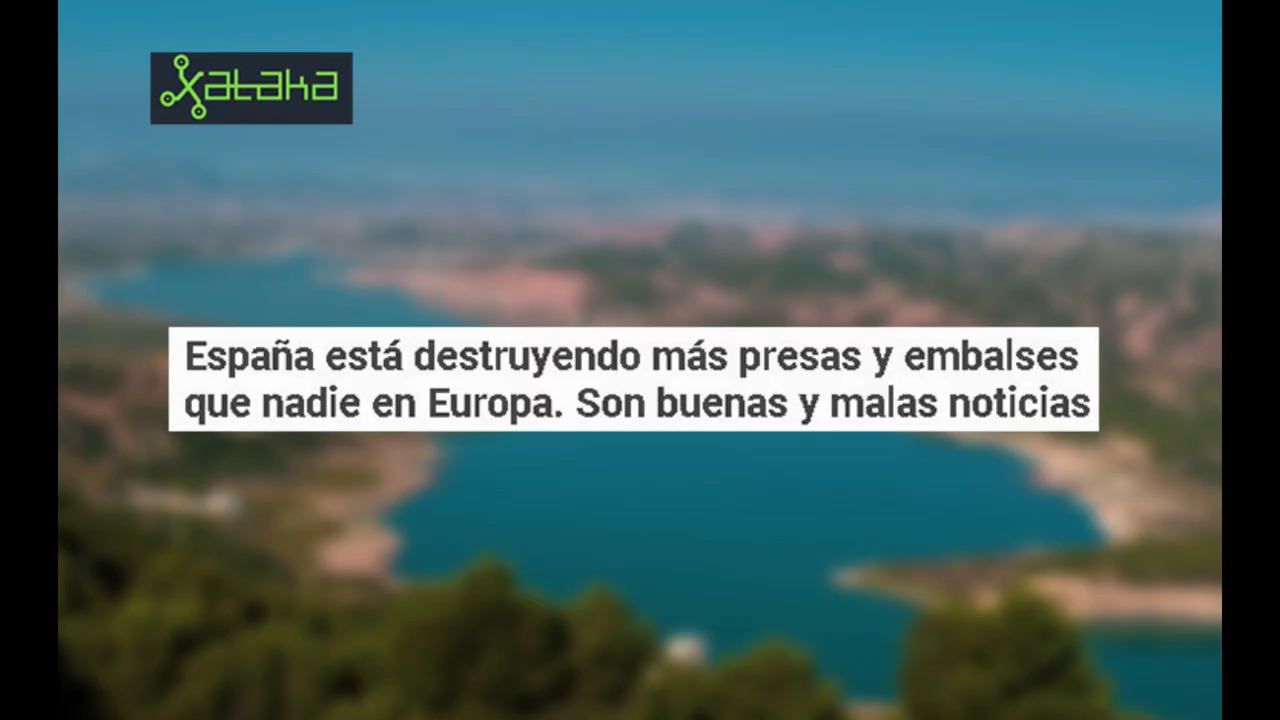 xataka
España está destruyendo más presas y embalses
que nadie en Europa. Son buenas y malas noticias